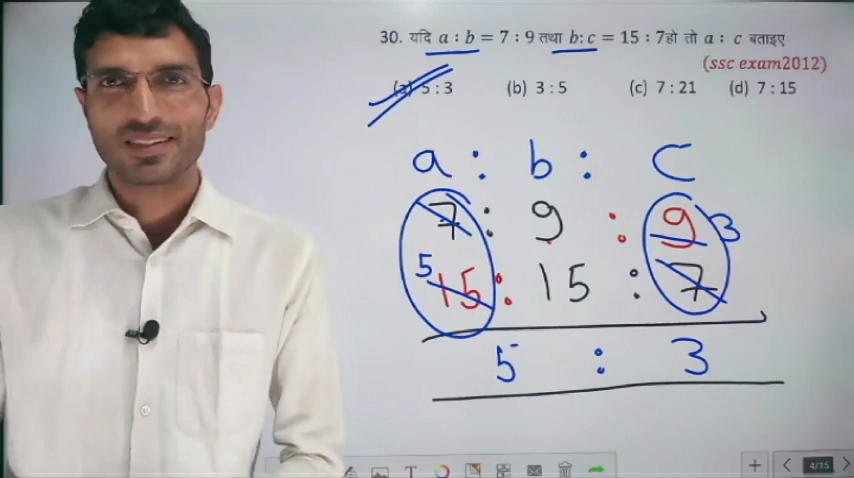 30. यदि a : b = 7 : 9 तथा b: c = 15 : 7हो तो a : c बताइए
(ssc exam2012)
(a) 5 : 3 (b) 3 : 5 (c) 7 : 21 (d) 7 : 15
a : b : c
7 : 9 : 9 3
5 15 : 15 : 7
5 : 3
T
4/15